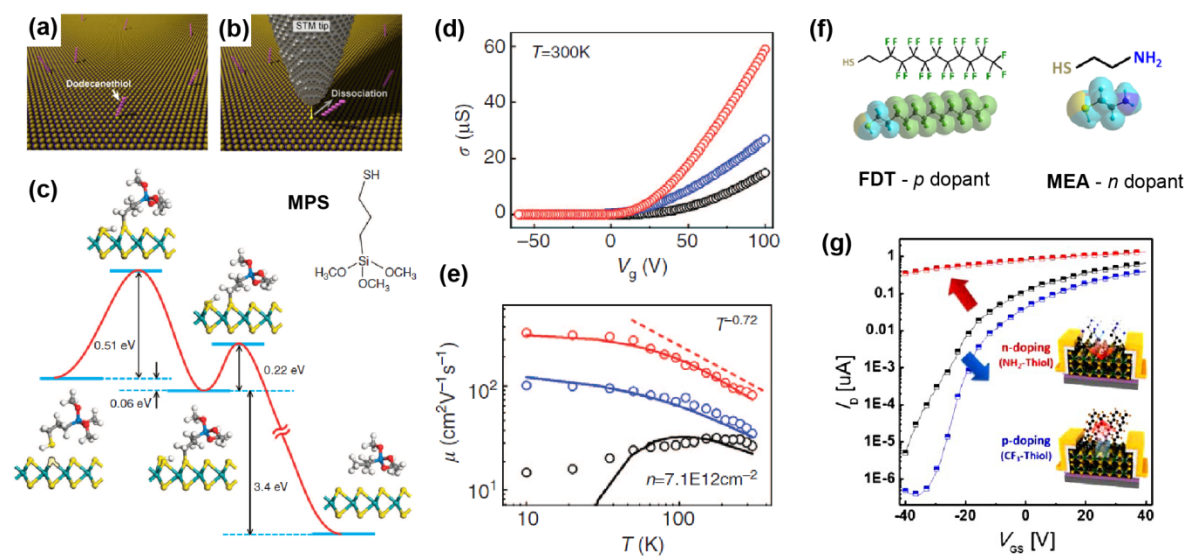 (a)
Dodecanethiol
(b)
STM tip
Dissociation
(c)
0.51 eV
0.06 eV
0.22 eV
3.4 eV
MPS
SH
Si
H₃CO
OCH₃
OCH₃
(d)
T=300K
σ (μS)
60
40
20
0
−50
0
50
100
Vg (V)
(e)
T^−0.72
μ (cm²V⁻¹s⁻¹)
10²
10¹
n=7.1E12cm⁻²
10
100
T (K)
(f)
F F F F F F F F
HS
F
F
F F F F F F F
FDT - p dopant
HS
NH₂
MEA - n dopant
(g)
1
0.1
0.01
1E-3
1E-4
1E-5
1E-6
I_D [uA]
n-doping
(NH₂-Thiol)
p-doping
(CF₃-Thiol)
-40
-20
0
20
40
V_GS [V]